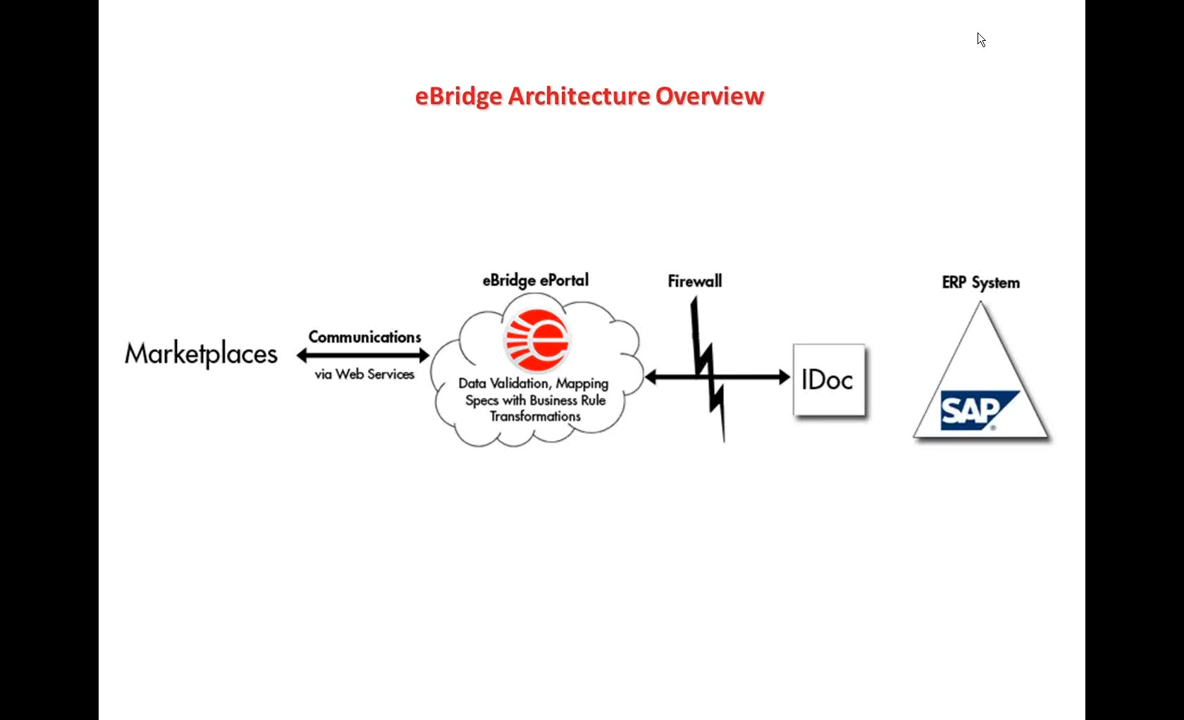 eBridge Architecture Overview
eBridge ePortal
Firewall
ERP System
Marketplaces
Communications
via Web Services
Data Validation, Mapping
Specs with Business Rule
Transformations
IDoc
SAP